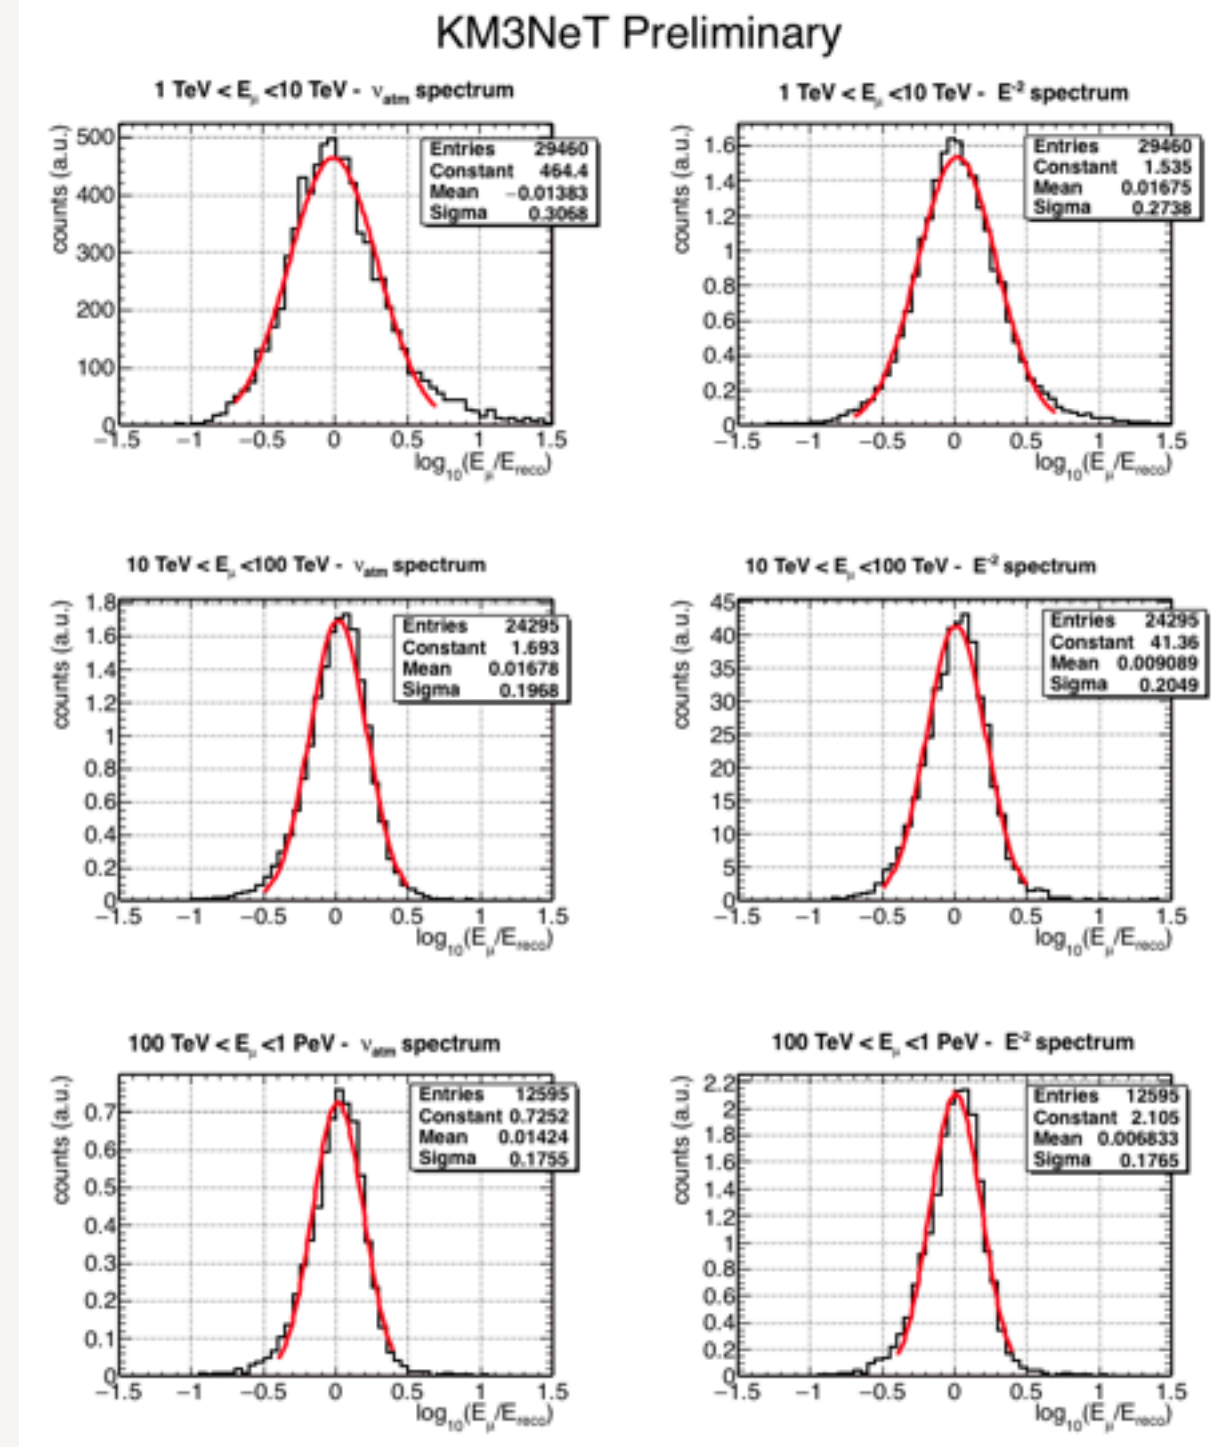 KM3NeT Preliminary
1 TeV < Eμ <10 TeV - νatm spectrum
counts (a.u.)
500
400
300
200
100
0
Entries 29460
Constant 464.4
Mean −0.01383
Sigma 0.3068
−1.5 −1 −0.5 0 0.5 1 1.5
log10(Eμ/Ereco)
1 TeV < Eμ <10 TeV - E-2 spectrum
counts (a.u.)
1.6
1.4
1.2
1
0.8
0.6
0.4
0.2
0
Entries 29460
Constant 1.535
Mean 0.01675
Sigma 0.2738
−1.5 −1 −0.5 0 0.5 1 1.5
log10(Eμ/Ereco)
10 TeV < Eμ <100 TeV - νatm spectrum
counts (a.u.)
1.8
1.6
1.4
1.2
1
0.8
0.6
0.4
0.2
0
Entries 24295
Constant 1.693
Mean 0.01678
Sigma 0.1968
−1.5 −1 −0.5 0 0.5 1 1.5
log10(Eμ/Ereco)
10 TeV < Eμ <100 TeV - E-2 spectrum
counts (a.u.)
45
40
35
30
25
20
15
10
5
0
Entries 24295
Constant 41.36
Mean 0.009089
Sigma 0.2049
−1.5 −1 −0.5 0 0.5 1 1.5
log10(Eμ/Ereco)
100 TeV < Eμ <1 PeV - νatm spectrum
counts (a.u.)
0.7
0.6
0.5
0.4
0.3
0.2
0.1
0
Entries 12595
Constant 0.7252
Mean 0.01424
Sigma 0.1755
−1.5 −1 −0.5 0 0.5 1 1.5
log10(Eμ/Ereco)
100 TeV < Eμ <1 PeV - E-2 spectrum
counts (a.u.)
2.2
2
1.8
1.6
1.4
1.2
1
0.8
0.6
0.4
0.2
0
Entries 12595
Constant 2.105
Mean 0.006833
Sigma 0.1765
−1.5 −1 −0.5 0 0.5 1 1.5
log10(Eμ/Ereco)